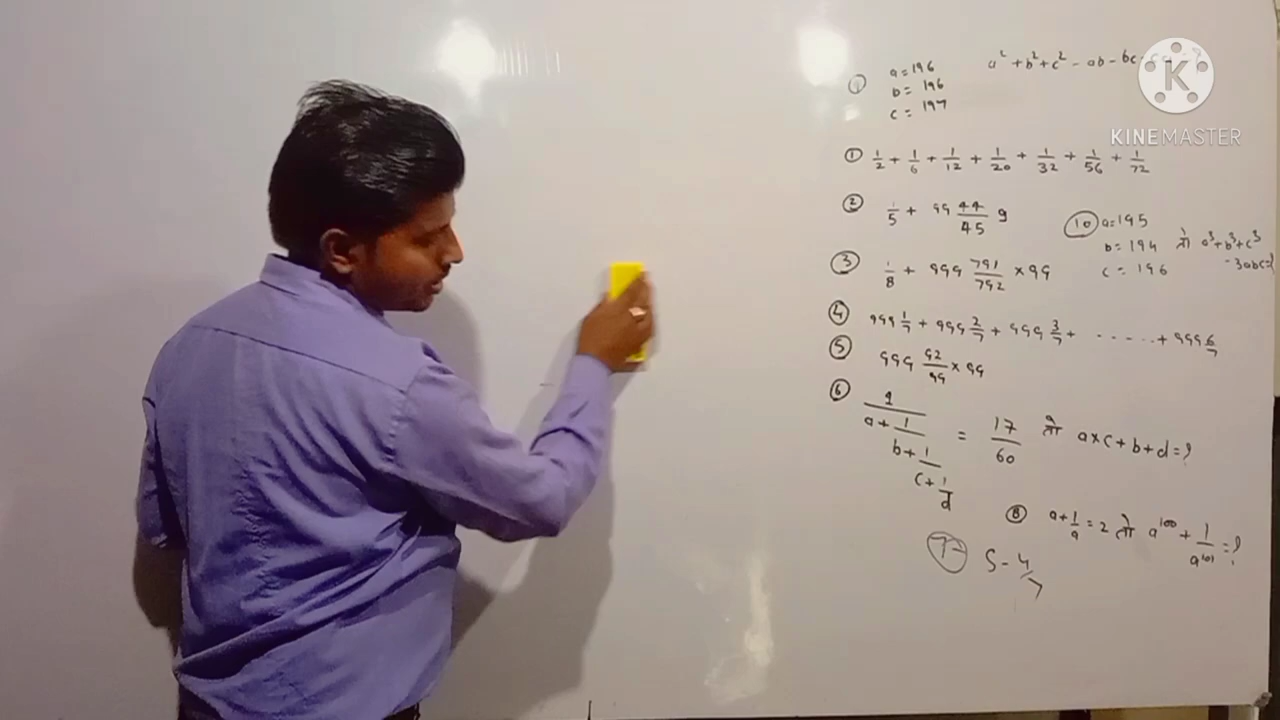 ⑨ a = 196
b = 196
c = 197
a² + b² + c² - ab - bc - 
KINEMASTER
① 1/2 + 1/6 + 1/12 + 1/20 + 1/32 + 1/56 + 1/72
② 1/5 + 99 44/45 9
⑩ a = 195
b = 194 तो a³ + b³ + c³
c = 196 - 3abc = ?
③ 1/8 + 999 791/792 × 99
④ 999 1/7 + 999 2/7 + 999 3/7 + ...... + 999 6/7
⑤ 999 92/99 × 99
⑥ 1/(a + 1/(b + 1/(c + 1/d))) = 17/60 तो a×c+b+d=?
⑧ a + 1/a = 2 तो a¹⁰⁰ + 1/a¹⁰¹ = ?
⑦ 5 - 4/7